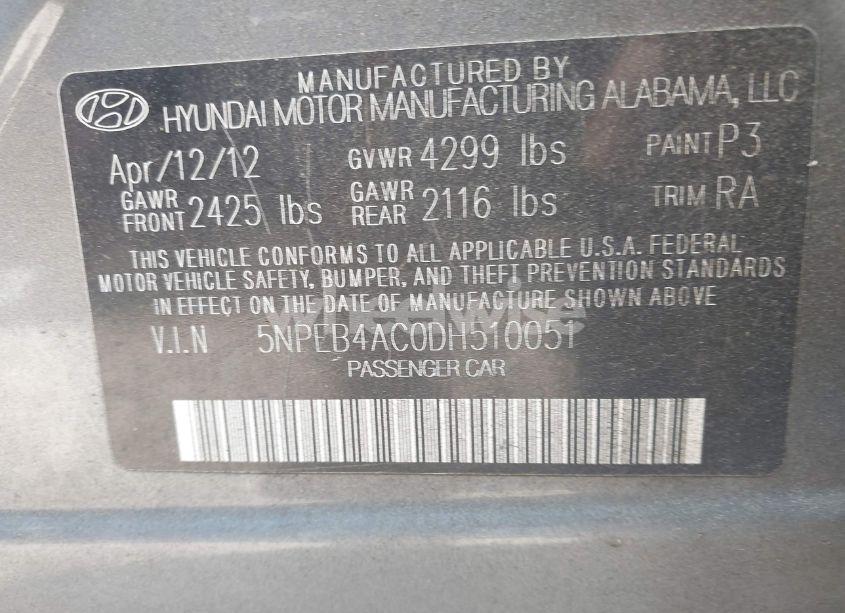 MANUFACTURED BY
HYUNDAI MOTOR MANUFACTURING ALABAMA, LLC
Apr/12/12 GVWR 4299 lbs PAINT P3
GAWR FRONT 2425 lbs GAWR REAR 2116 lbs TRIM RA
THIS VEHICLE CONFORMS TO ALL APPLICABLE U.S.A. FEDERAL
MOTOR VEHICLE SAFETY, BUMPER, AND THEFT PREVENTION STANDARDS
IN EFFECT ON THE DATE OF MANUFACTURE SHOWN ABOVE
wheelwise
V.I.N 5NPEB4AC0DH510051
PASSENGER CAR